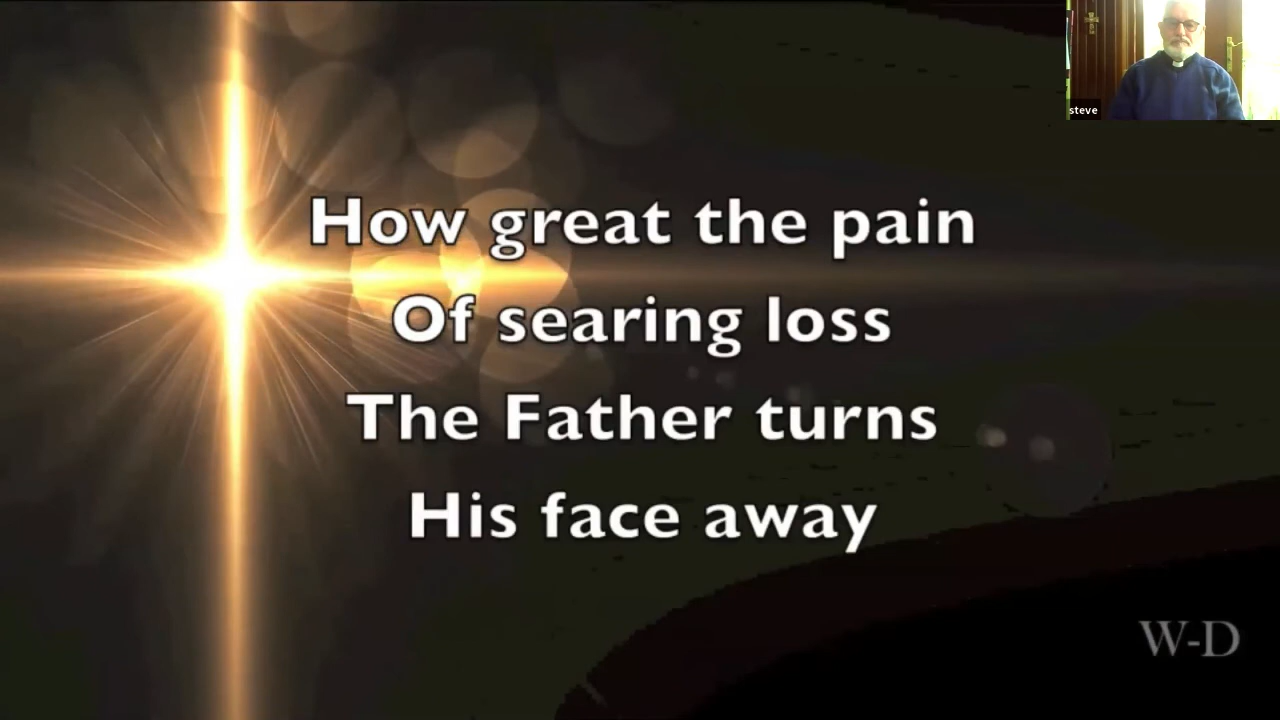 steve
How great the pain
Of searing loss
The Father turns
His face away
W-D